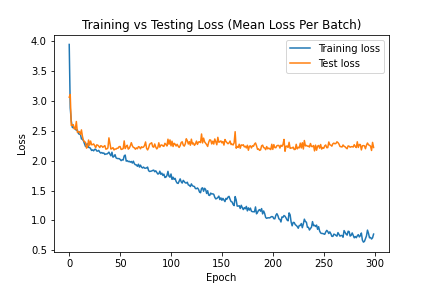 Training vs Testing Loss (Mean Loss Per Batch)
Training loss
Test loss
4.0
3.5
3.0
2.5
2.0
1.5
1.0
0.5
Loss
0 50 100 150 200 250 300
Epoch